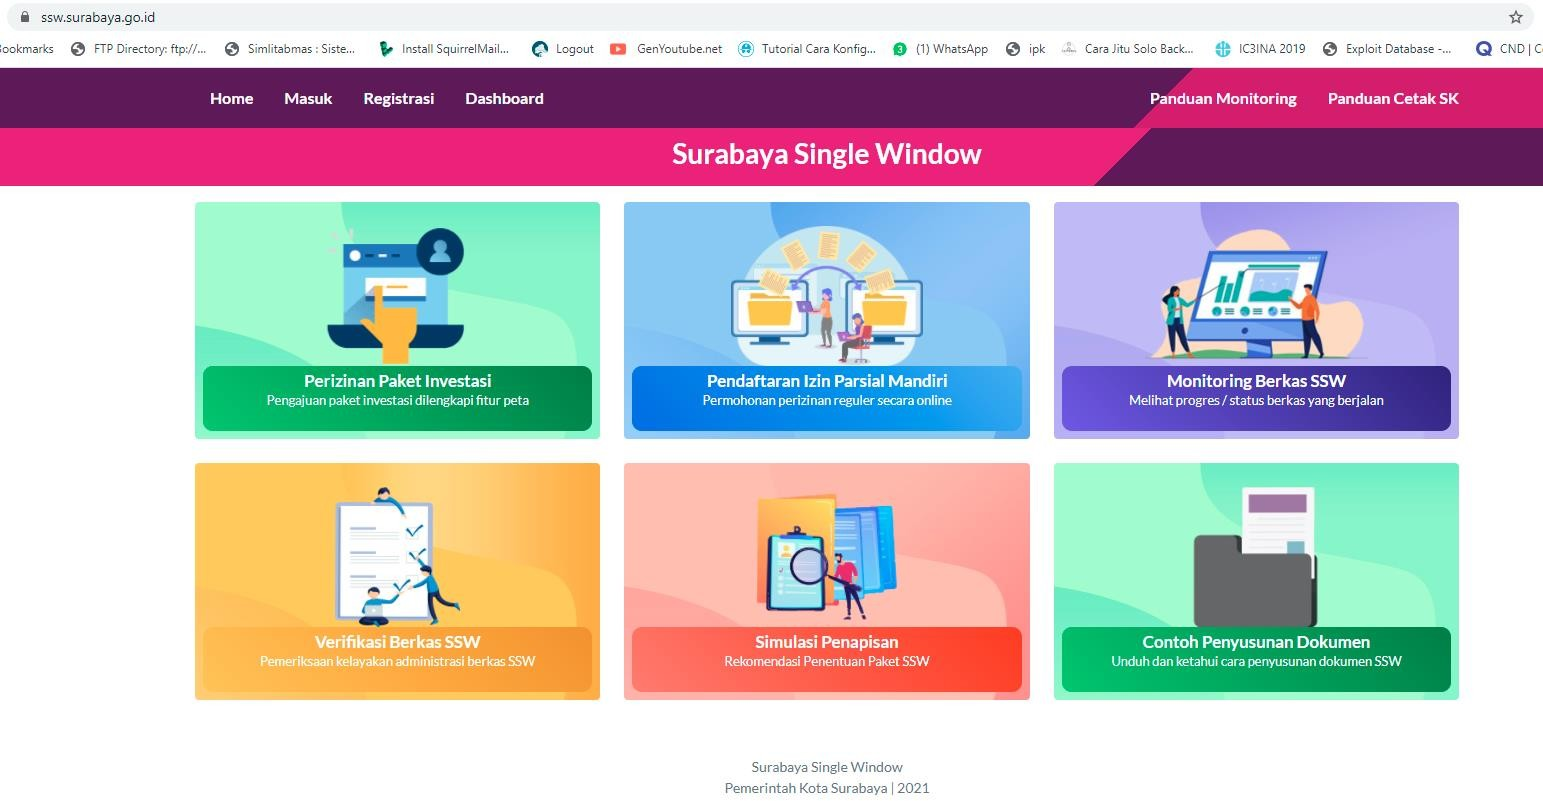 ssw.surabaya.go.id
Bookmarks FTP Directory: ftp://... Simlitabmas : Siste... Install SquirrelMail... Logout GenYoutube.net Tutorial Cara Konfig... (1) WhatsApp ipk Cara Jitu Solo Back... IC3INA 2019 Exploit Database -... CND | C
Home Masuk Registrasi Dashboard Panduan Monitoring Panduan Cetak SK
Surabaya Single Window
Perizinan Paket Investasi
Pengajuan paket investasi dilengkapi fitur peta
Pendaftaran Izin Parsial Mandiri
Permohonan perizinan reguler secara online
Monitoring Berkas SSW
Melihat progres / status berkas yang berjalan
Verifikasi Berkas SSW
Pemeriksaan kelayakan administrasi berkas SSW
Simulasi Penapisan
Rekomendasi Penentuan Paket SSW
Contoh Penyusunan Dokumen
Unduh dan ketahui cara penyusunan dokumen SSW
Surabaya Single Window
Pemerintah Kota Surabaya | 2021